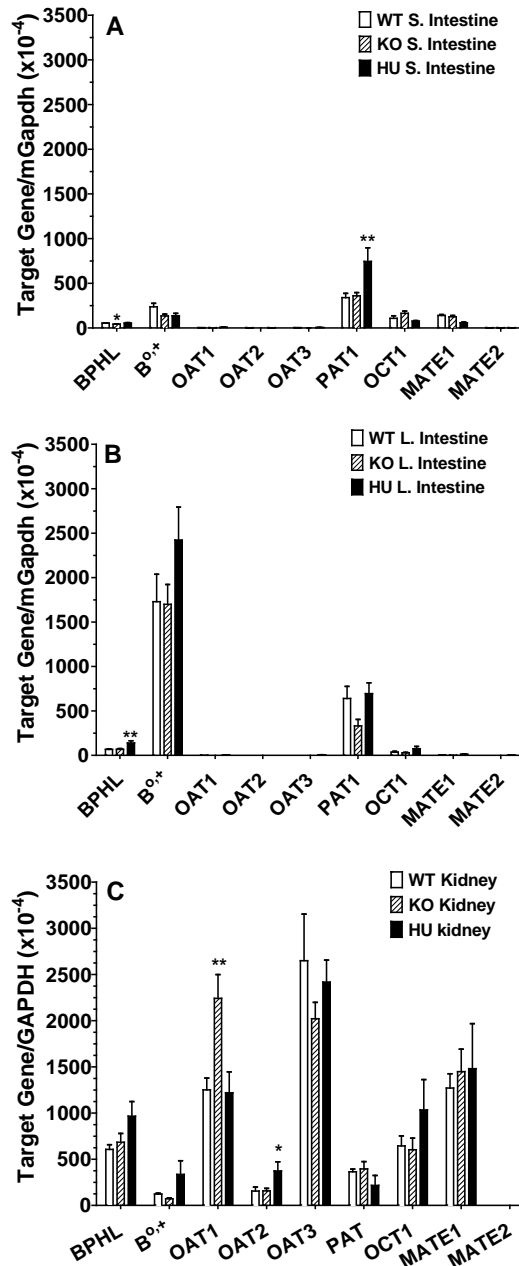 A
WT S. Intestine
KO S. Intestine
HU S. Intestine
Target Gene/mGapdh (x10-4)
3500
3000
2500
2000
1500
1000
500
0
*
**
BPHL
Bo,+
OAT1
OAT2
OAT3
PAT1
OCT1
MATE1
MATE2
B
WT L. Intestine
KO L. Intestine
HU L. Intestine
Target Gene/mGapdh (x10-4)
3500
3000
2500
2000
1500
1000
500
0
**
BPHL
Bo,+
OAT1
OAT2
OAT3
PAT1
OCT1
MATE1
MATE2
C
WT Kidney
KO Kidney
HU kidney
Target Gene/GAPDH (x10-4)
3500
3000
2500
2000
1500
1000
500
0
**
*
BPHL
Bo,+
OAT1
OAT2
OAT3
PAT
OCT1
MATE1
MATE2